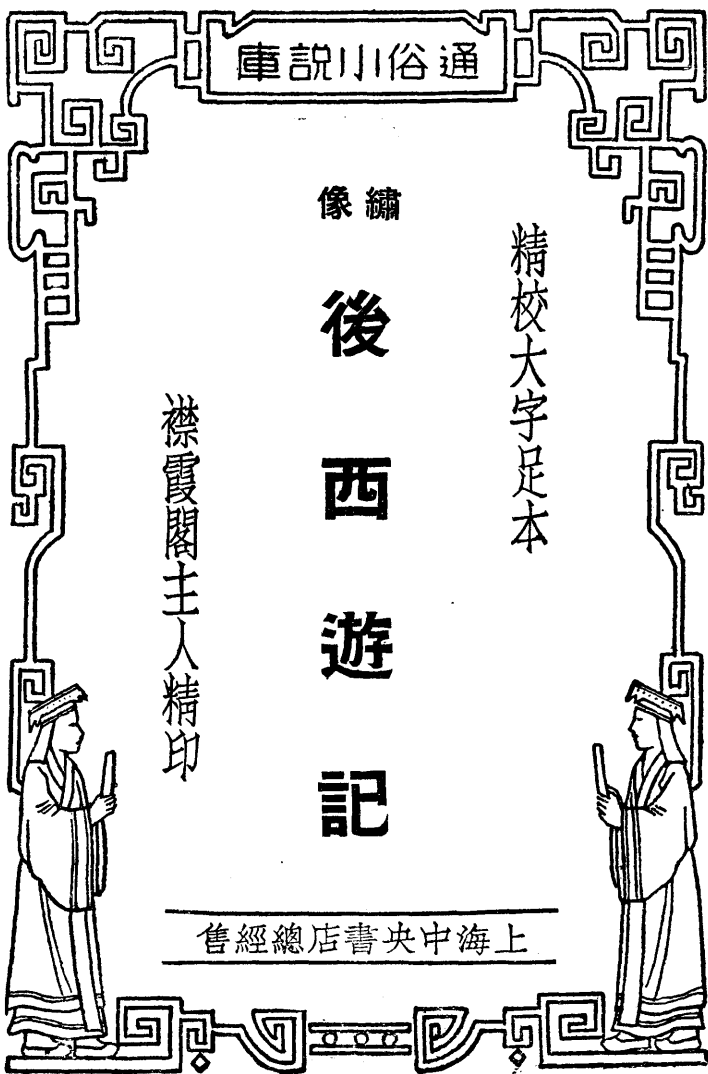 通俗小説庫
精校大字足本
繡像
後西遊記
襟霞閣主人精印
上海中央書店總經售